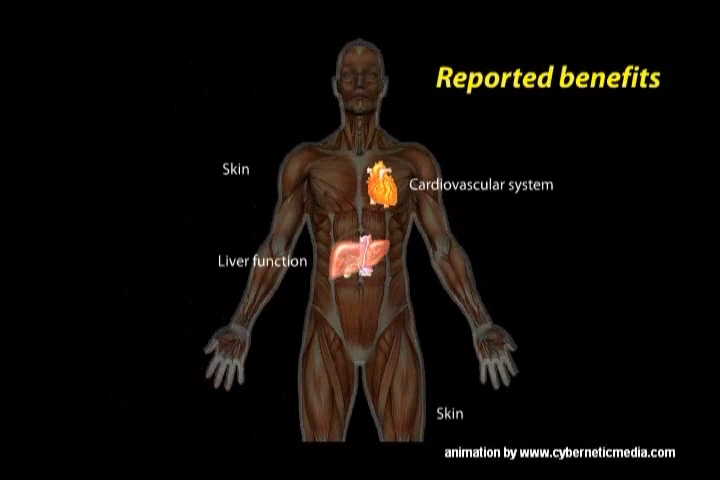 Reported benefits
Skin
Cardiovascular system
Liver function
Skin
animation by www.cyberneticmedia.com